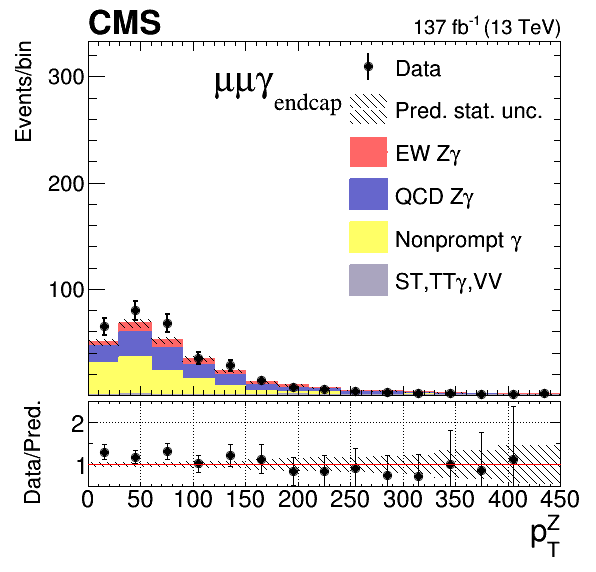 CMS 137 fb⁻¹ (13 TeV)
Events/bin
300
200
100
μμγ endcap
Data
Pred. stat. unc.
EW Zγ
QCD Zγ
Nonprompt γ
ST,TTγ,VV
Data/Pred.
2
1
0 50 100 150 200 250 300 350 400 450
p_T^Z